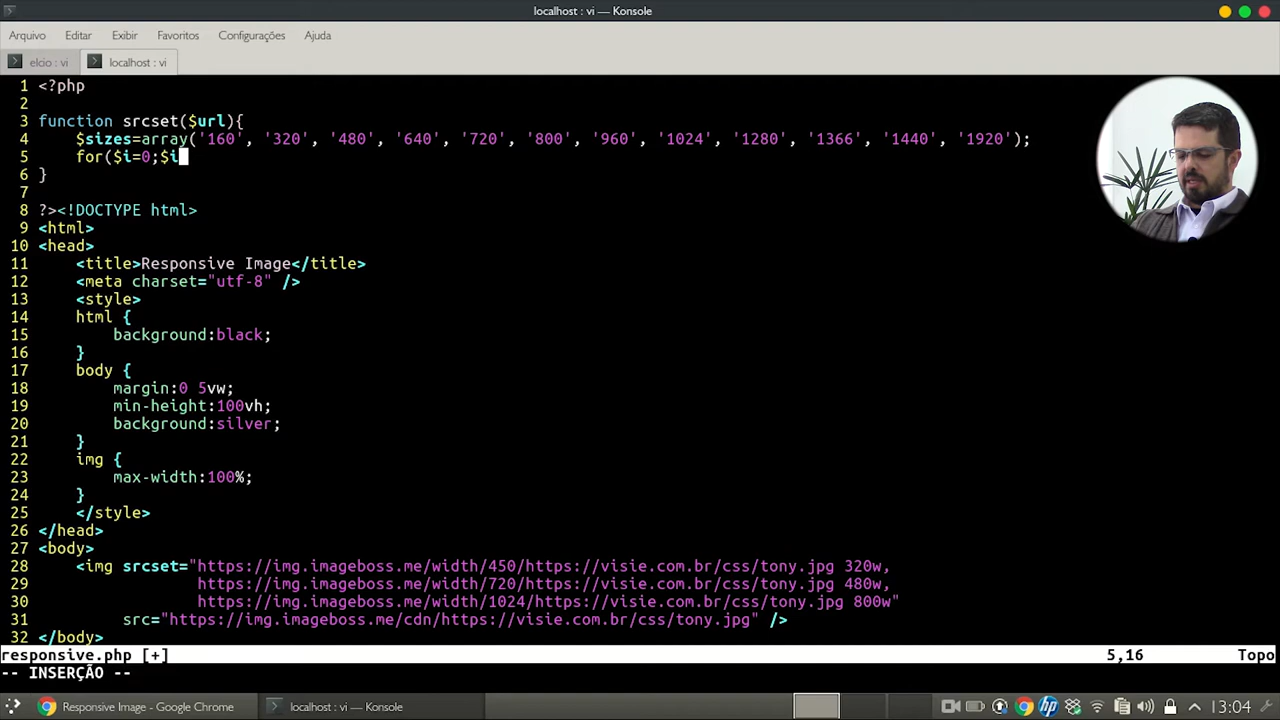 localhost : vi — Konsole
Arquivo Editar Exibir Favoritos Configurações Ajuda
elcio : vi localhost : vi
1 <?php
2
3 function srcset($url){
4     $sizes=array('160', '320', '480', '640', '720', '800', '960', '1024', '1280', '1366', '1440', '1920');
5     for($i=0;$i
6 }
7
8 ?><!DOCTYPE html>
9 <html>
10 <head>
11     <title>Responsive Image</title>
12     <meta charset="utf-8" />
13     <style>
14     html {
15         background:black;
16     }
17     body {
18         margin:0 5vw;
19         min-height:100vh;
20         background:silver;
21     }
22     img {
23         max-width:100%;
24     }
25     </style>
26 </head>
27 <body>
28     <img srcset="https://img.imageboss.me/width/450/https://visie.com.br/css/tony.jpg 320w,
29                  https://img.imageboss.me/width/720/https://visie.com.br/css/tony.jpg 480w,
30                  https://img.imageboss.me/width/1024/https://visie.com.br/css/tony.jpg 800w"
31          src="https://img.imageboss.me/cdn/https://visie.com.br/css/tony.jpg" />
32 </body>
responsive.php [+] 5,16 Topo
-- INSERÇÃO --
Responsive Image - Google Chrome localhost : vi — Konsole 13:04